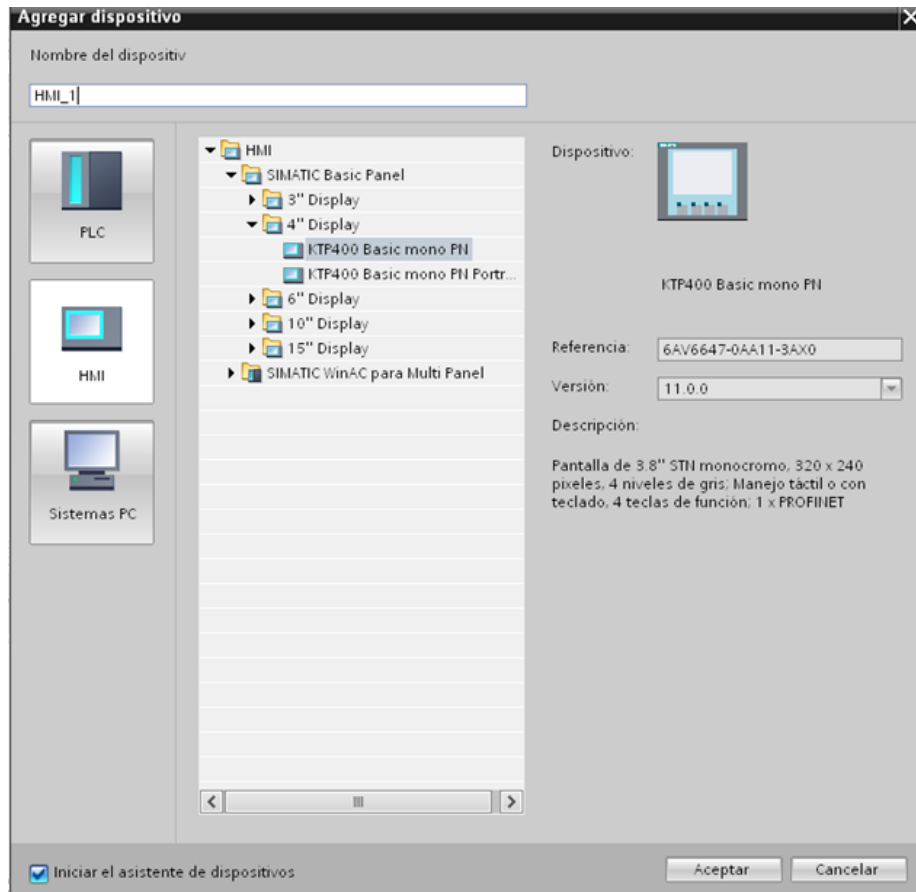 Agregar dispositivo
Nombre del dispositiv
HMI_1
PLC
HMI
Sistemas PC
HMI
SIMATIC Basic Panel
3" Display
4" Display
KTP400 Basic mono PN
KTP400 Basic mono PN Portr...
6" Display
10" Display
15" Display
SIMATIC WinAC para Multi Panel
Dispositivo:
KTP400 Basic mono PN
Referencia:
6AV6647-0AA11-3AX0
Versión:
11.0.0
Descripción:
Pantalla de 3.8" STN monocromo, 320 x 240
pixeles, 4 niveles de gris; Manejo táctil o con
teclado, 4 teclas de función; 1 x PROFINET
Iniciar el asistente de dispositivos
Aceptar
Cancelar